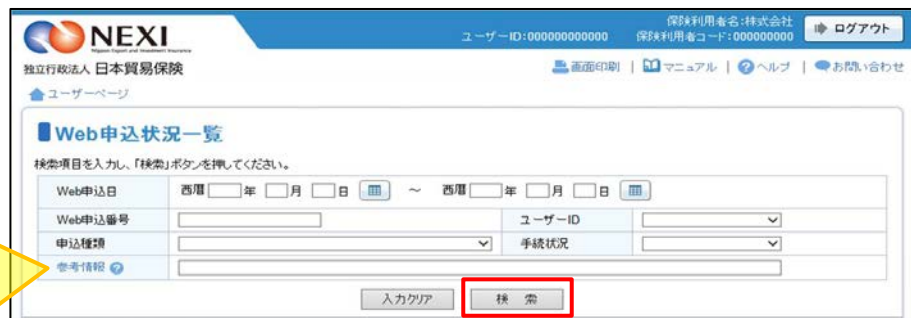 NEXI
Nippon Export and Investment Insurance
ユーザーID:000000000000
保険利用者名:株式会社
保険利用者コード:000000000
ログアウト
独立行政法人 日本貿易保険
画面印刷 | マニュアル | ヘルプ | お問い合わせ
ユーザーページ
Web申込状況一覧
検索項目を入力し、「検索」ボタンを押してください。
Web申込日 西暦 年 月 日 ～ 西暦 年 月 日
Web申込番号 ユーザーID
申込種類 手続状況
参考情報
入力クリア 検 索